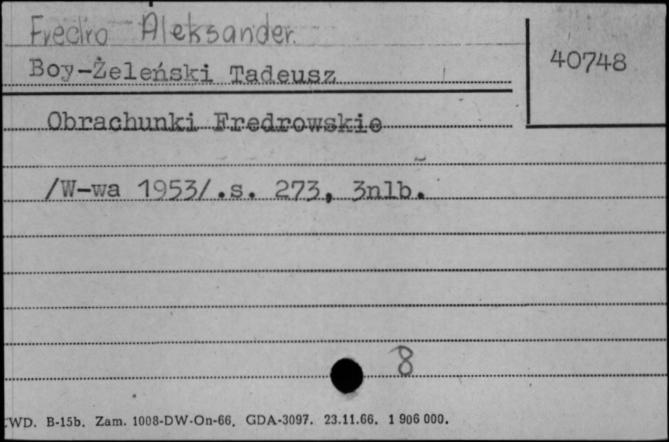 Fredro Aleksander.
40748
Boy-Żeleński Tadeusz
Obrachunki Fredrowskie
/W-wa 1953/.s. 273, 3nlb.
8
WD. B-15b. Zam. 1008-DW-On-66. GDA-3097. 23.11.66. 1 906 000.